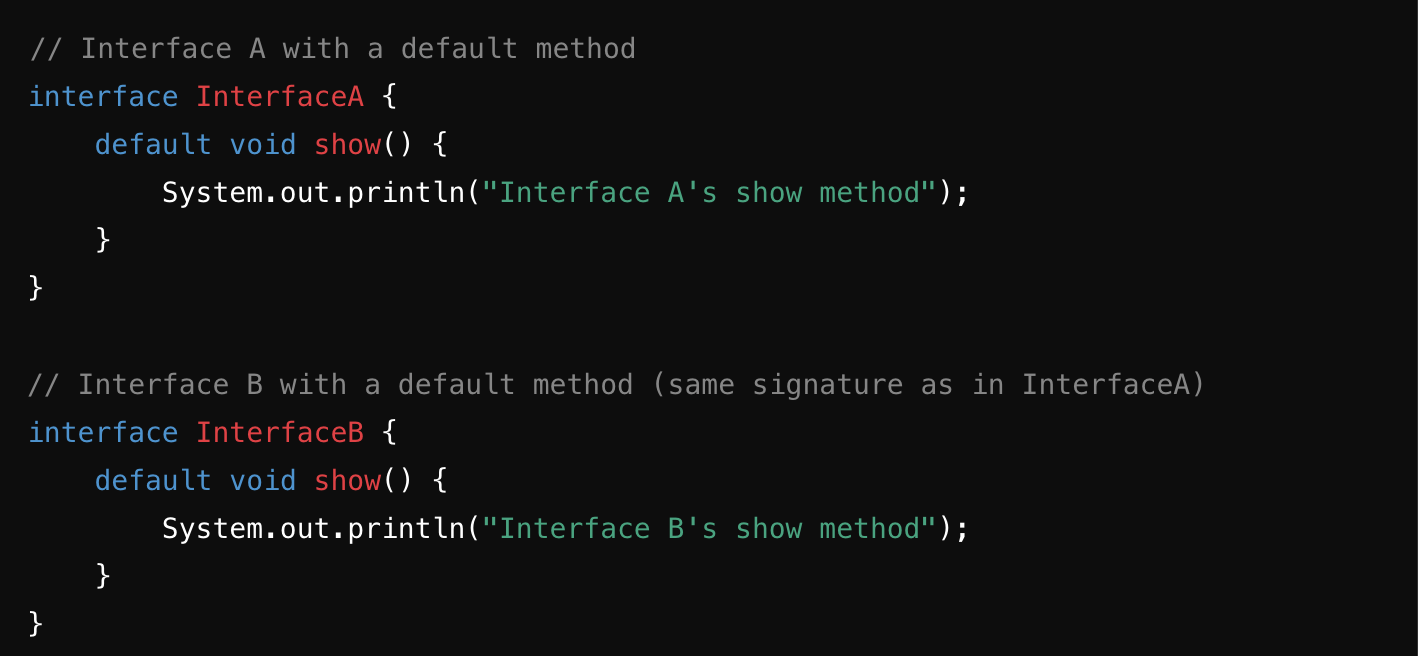 // Interface A with a default method
interface InterfaceA {
    default void show() {
        System.out.println("Interface A's show method");
    }
}

// Interface B with a default method (same signature as in InterfaceA)
interface InterfaceB {
    default void show() {
        System.out.println("Interface B's show method");
    }
}